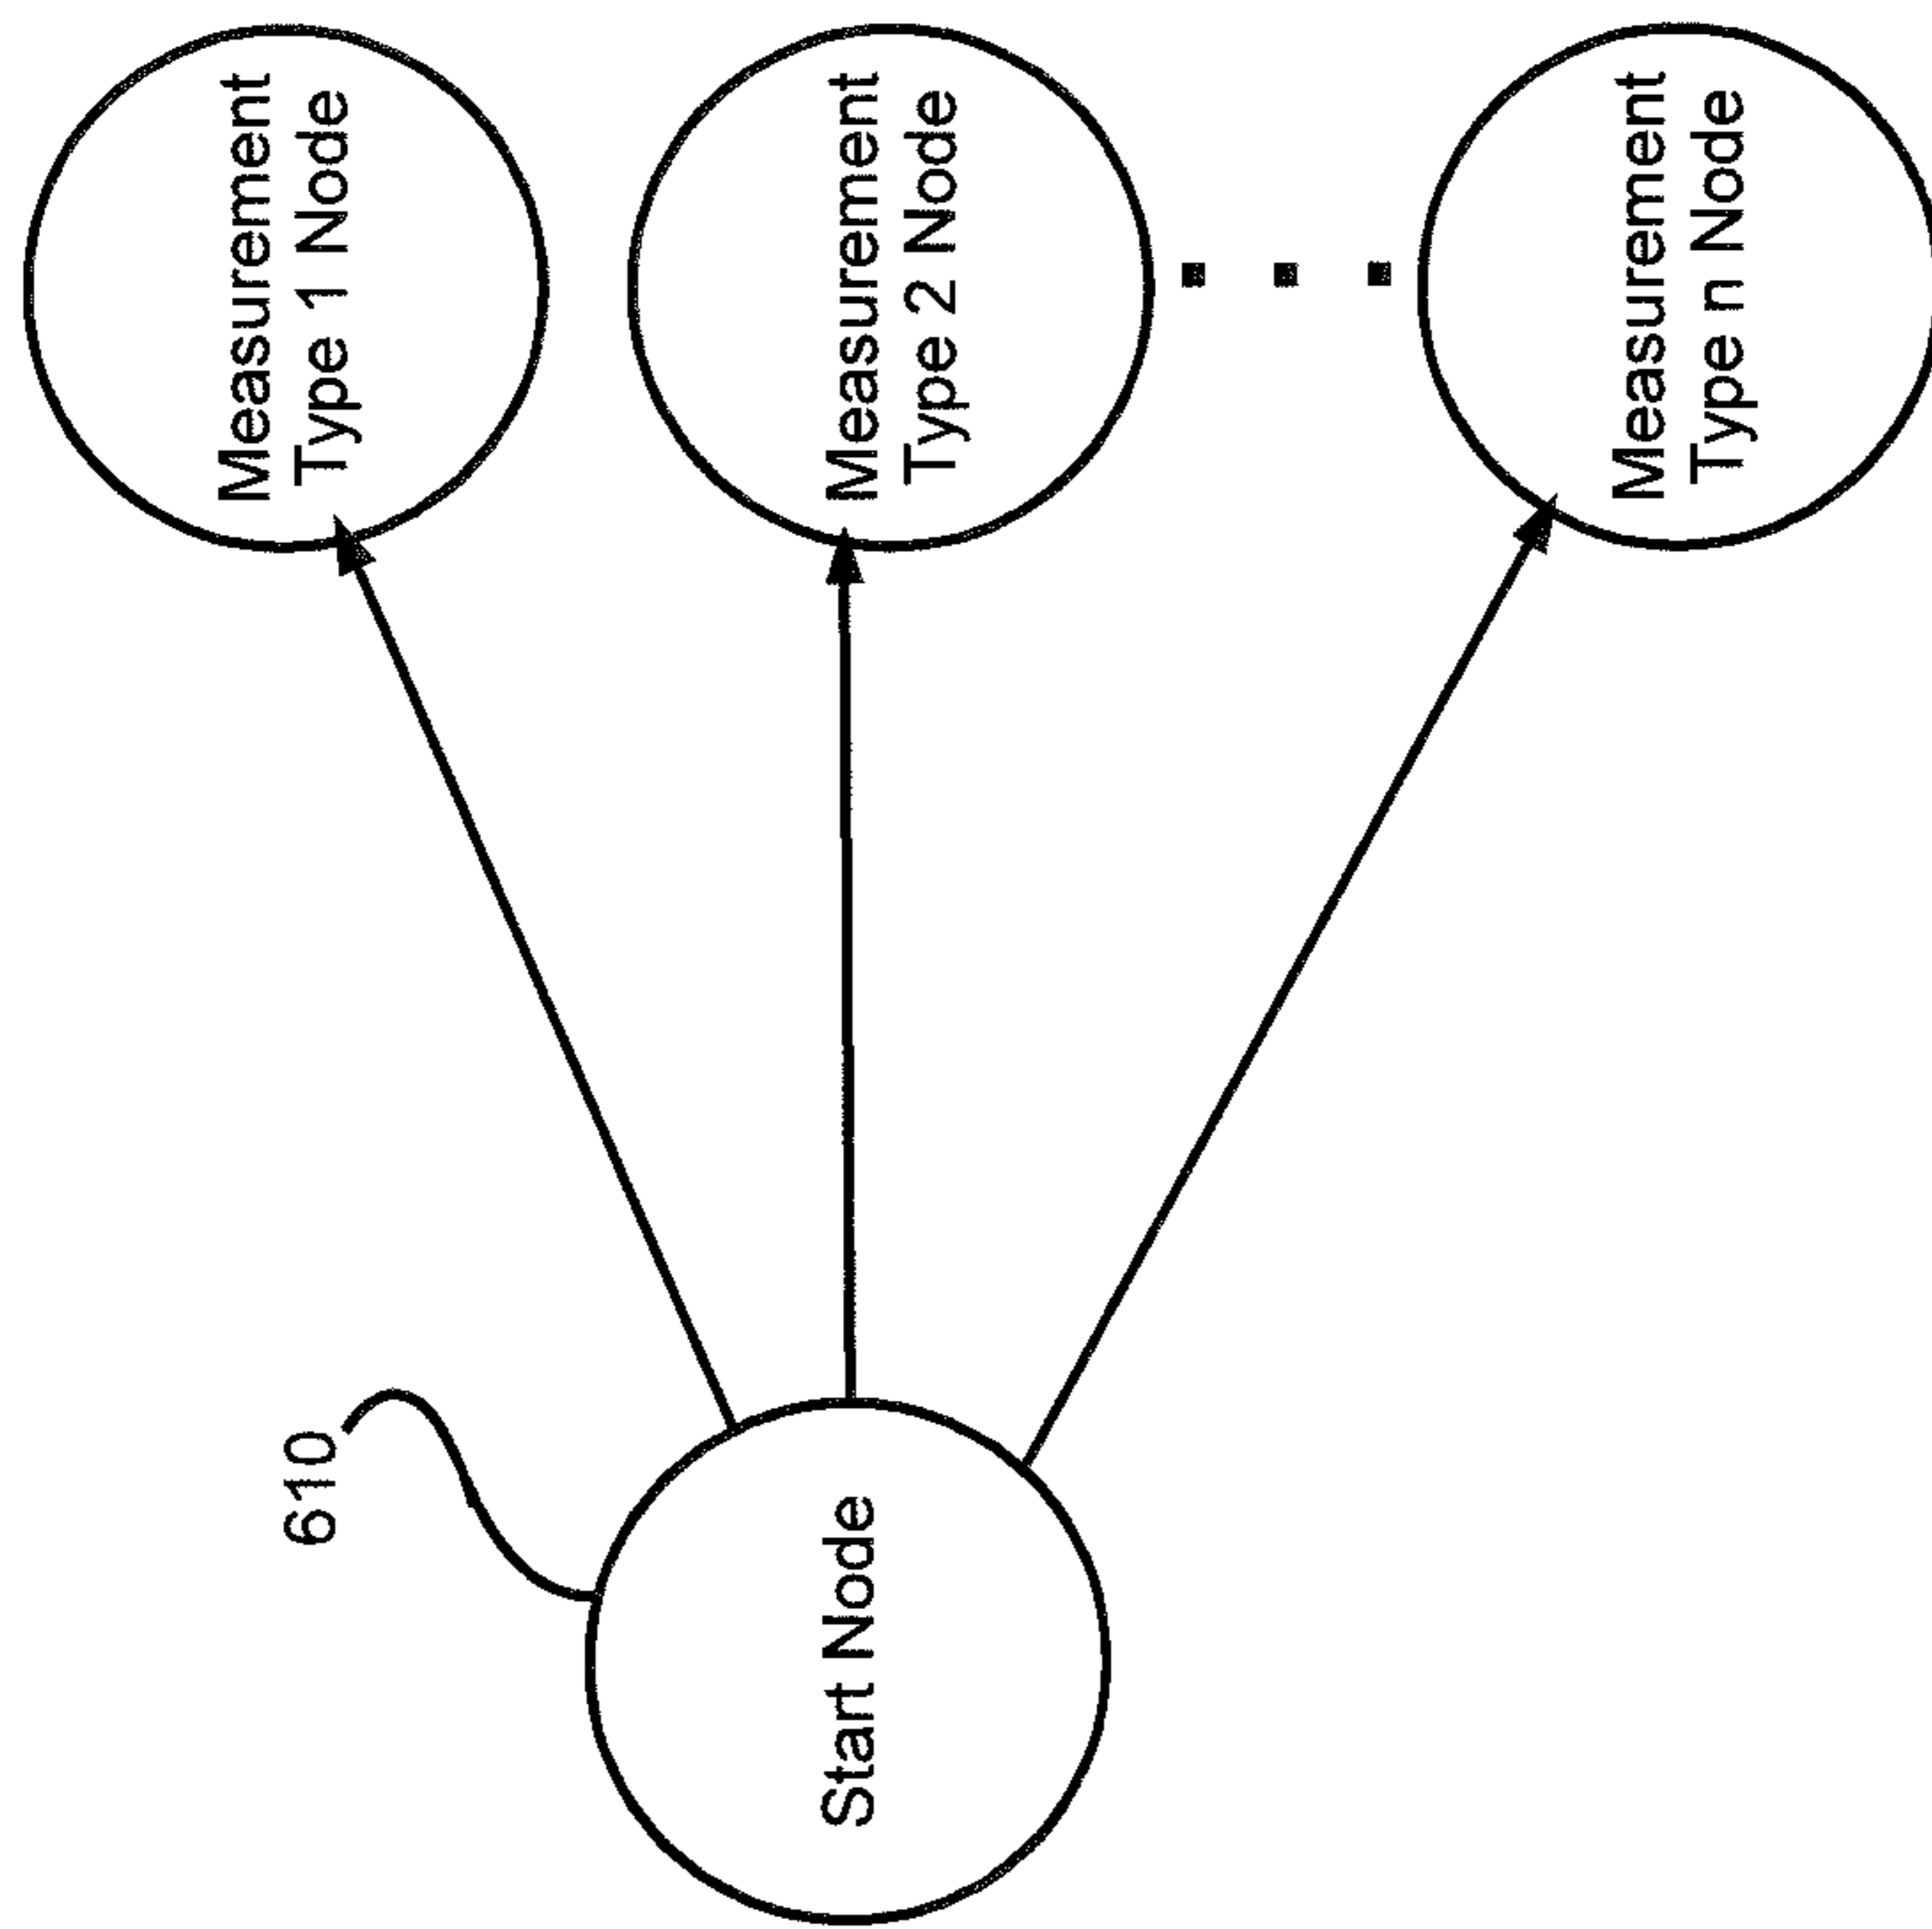 610
Start Node
Measurement
Type 1 Node
Measurement
Type 2 Node
Measurement
Type n Node